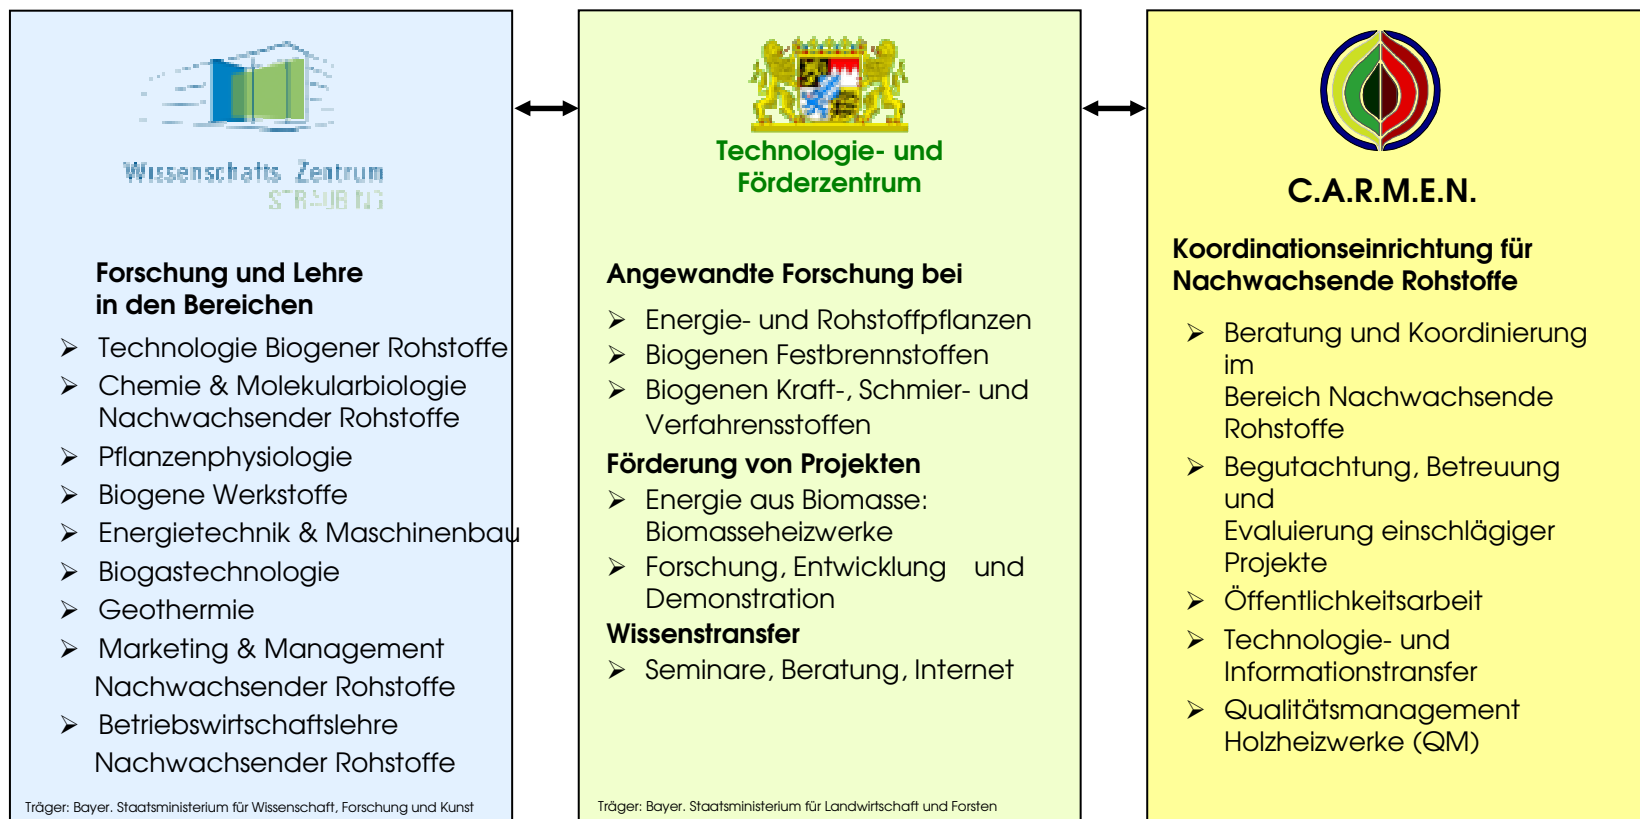 Wissenschafts Zentrum
STRAUBING
Forschung und Lehre
in den Bereichen
➢ Technologie Biogener Rohstoffe
➢ Chemie & Molekularbiologie
Nachwachsender Rohstoffe
➢ Pflanzenphysiologie
➢ Biogene Werkstoffe
➢ Energietechnik & Maschinenbau
➢ Biogastechnologie
➢ Geothermie
➢ Marketing & Management
Nachwachsender Rohstoffe
➢ Betriebswirtschaftslehre
Nachwachsender Rohstoffe
Träger: Bayer. Staatsministerium für Wissenschaft, Forschung und Kunst
Technologie- und
Förderzentrum
Angewandte Forschung bei
➢ Energie- und Rohstoffpflanzen
➢ Biogenen Festbrennstoffen
➢ Biogenen Kraft-, Schmier- und
Verfahrensstoffen
Förderung von Projekten
➢ Energie aus Biomasse:
Biomasseheizwerke
➢ Forschung, Entwicklung und
Demonstration
Wissenstransfer
➢ Seminare, Beratung, Internet
Träger: Bayer. Staatsministerium für Landwirtschaft und Forsten
C.A.R.M.E.N.
Koordinationseinrichtung für
Nachwachsende Rohstoffe
➢ Beratung und Koordinierung
im
Bereich Nachwachsende
Rohstoffe
➢ Begutachtung, Betreuung
und
Evaluierung einschlägiger
Projekte
➢ Öffentlichkeitsarbeit
➢ Technologie- und
Informationstransfer
➢ Qualitätsmanagement
Holzheizwerke (QM)